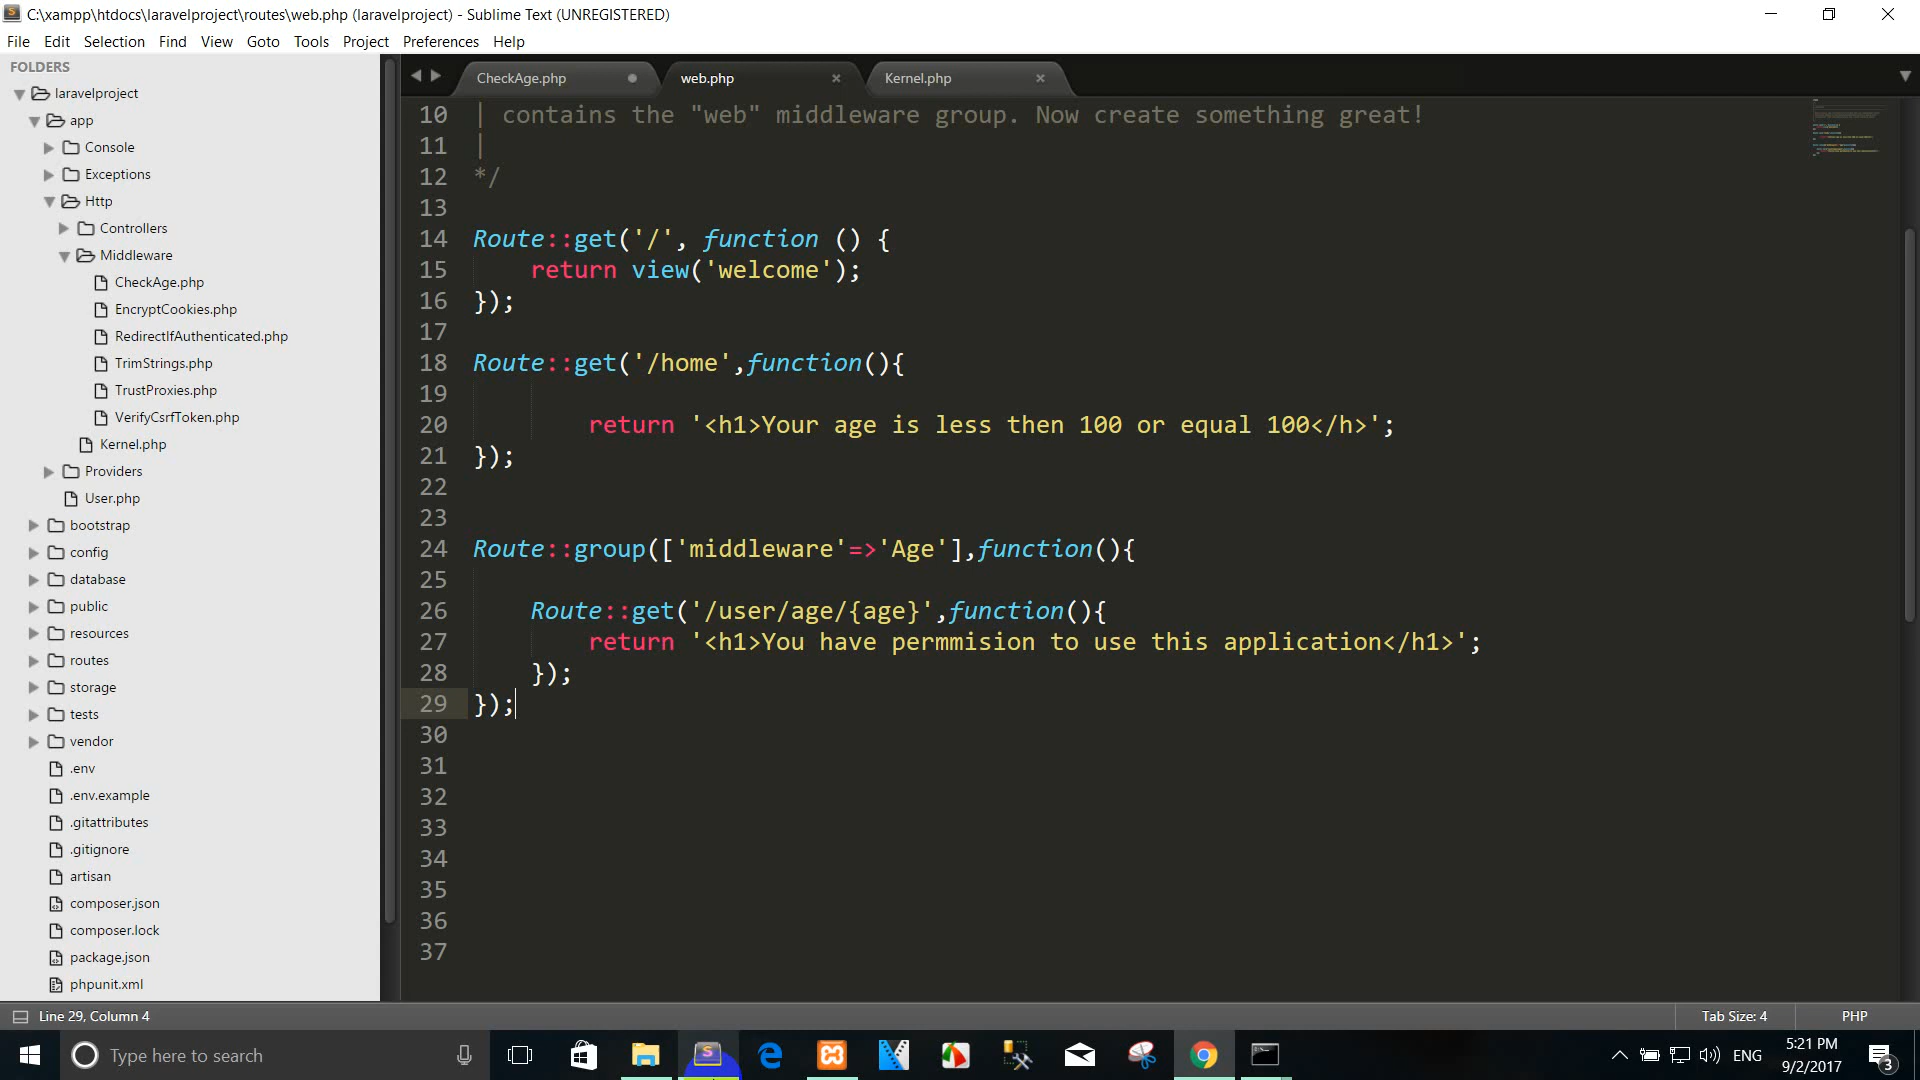 C:\xampp\htdocs\laravelproject\routes\web.php (laravelproject) - Sublime Text (UNREGISTERED)
File Edit Selection Find View Goto Tools Project Preferences Help
FOLDERS
laravelproject
app
Console
Exceptions
Http
Controllers
Middleware
CheckAge.php
EncryptCookies.php
RedirectIfAuthenticated.php
TrimStrings.php
TrustProxies.php
VerifyCsrfToken.php
Kernel.php
Providers
User.php
bootstrap
config
database
public
resources
routes
storage
tests
vendor
.env
.env.example
.gitattributes
.gitignore
artisan
composer.json
composer.lock
package.json
phpunit.xml
CheckAge.php web.php Kernel.php
10 | contains the "web" middleware group. Now create something great!
11 |
12 */
13
14 Route::get('/', function () {
15     return view('welcome');
16 });
17
18 Route::get('/home',function(){
19
20         return '<h1>Your age is less then 100 or equal 100</h>';
21 });
22
23
24 Route::group(['middleware'=>'Age'],function(){
25
26     Route::get('/user/age/{age}',function(){
27         return '<h1>You have permmision to use this application</h1>';
28     });
29 });
30
31
32
33
34
35
36
37
Line 29, Column 4 Tab Size: 4 PHP
Type here to search
ENG
5:21 PM
9/2/2017
3